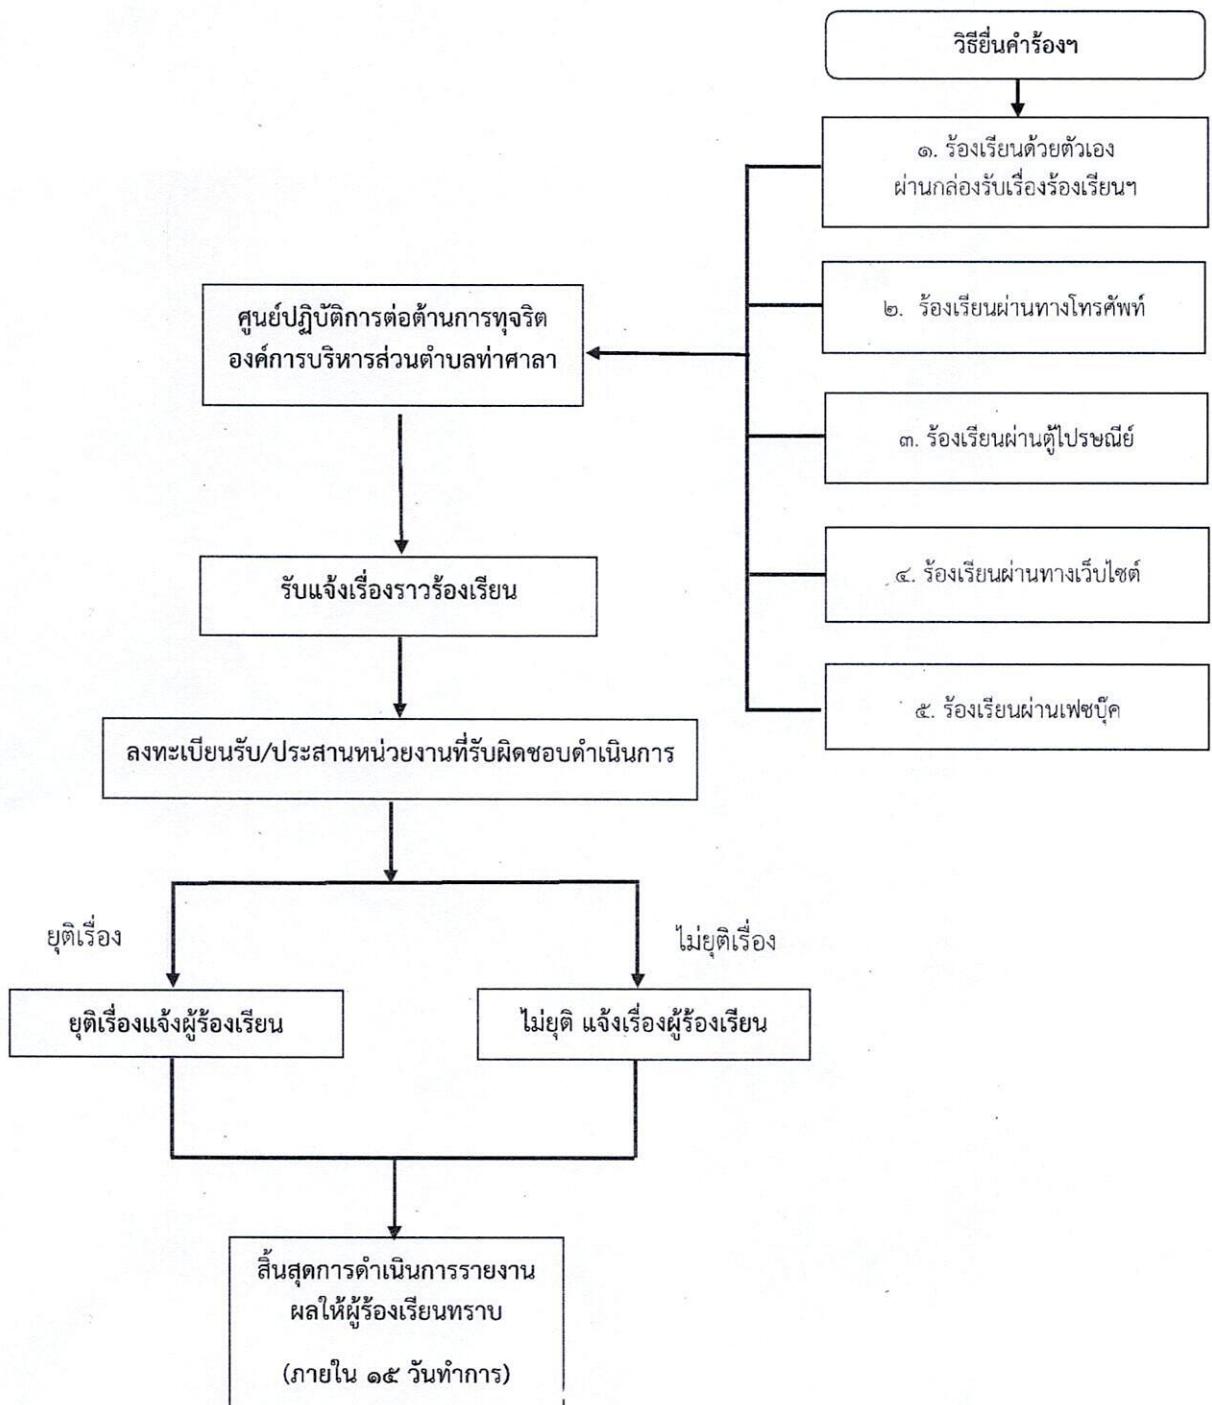 วิธียื่นคำร้องฯ
๑. ร้องเรียนด้วยตัวเอง
ผ่านกล่องรับเรื่องร้องเรียนฯ
๒. ร้องเรียนผ่านทางโทรศัพท์
๓. ร้องเรียนผ่านตู้ไปรษณีย์
๔. ร้องเรียนผ่านทางเว็บไซต์
๕. ร้องเรียนผ่านเฟซบุ๊ค
ศูนย์ปฏิบัติการต่อต้านการทุจริต
องค์การบริหารส่วนตำบลท่าศาลา
รับแจ้งเรื่องราวร้องเรียน
ลงทะเบียนรับ/ประสานหน่วยงานที่รับผิดชอบดำเนินการ
ยุติเรื่อง
ไม่ยุติเรื่อง
ยุติเรื่องแจ้งผู้ร้องเรียน
ไม่ยุติ แจ้งเรื่องผู้ร้องเรียน
สิ้นสุดการดำเนินการรายงาน
ผลให้ผู้ร้องเรียนทราบ
(ภายใน ๑๕ วันทำการ)